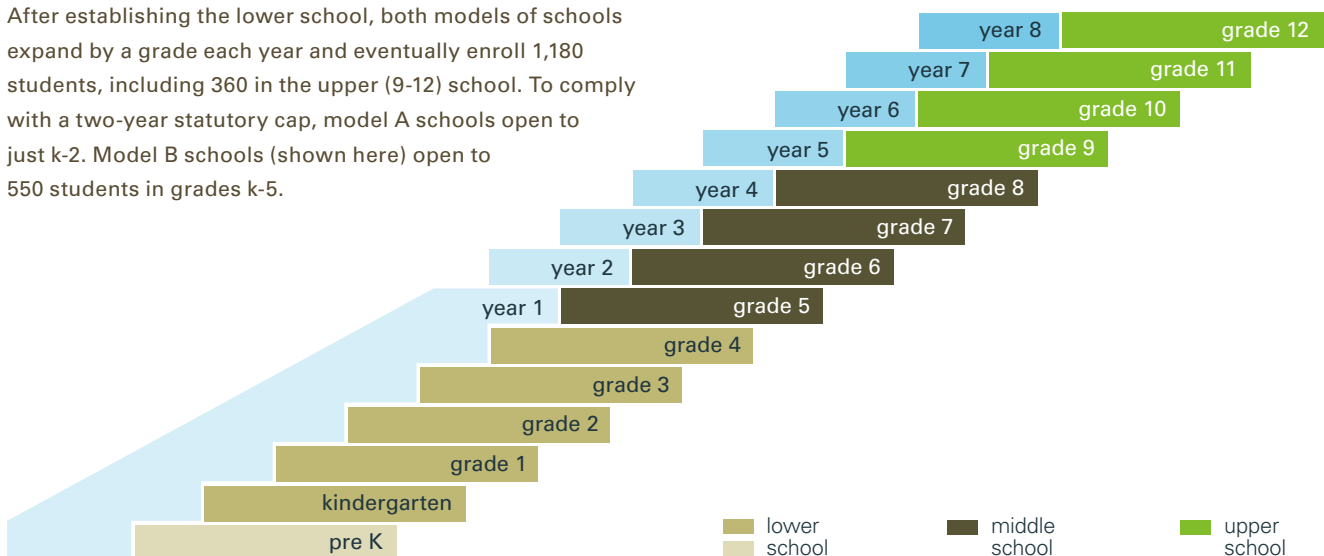 After establishing the lower school, both models of schools
expand by a grade each year and eventually enroll 1,180
students, including 360 in the upper (9-12) school. To comply
with a two-year statutory cap, model A schools open to
just k-2. Model B schools (shown here) open to
550 students in grades k-5.
year 8 grade 12
year 7 grade 11
year 6 grade 10
year 5 grade 9
year 4 grade 8
year 3 grade 7
year 2 grade 6
year 1 grade 5
grade 4
grade 3
grade 2
grade 1
kindergarten
pre K
lower
school
middle
school
upper
school